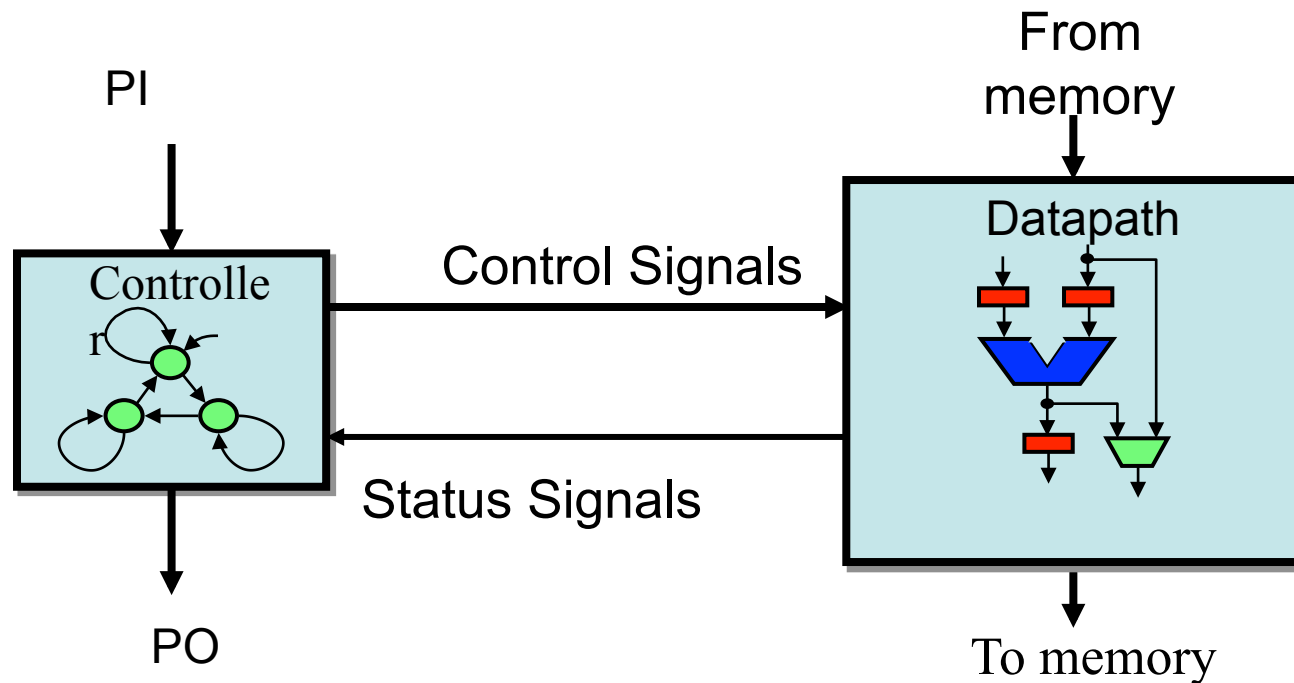 PI
From
memory
Controlle
r
Control Signals
Datapath
Status Signals
PO
To memory